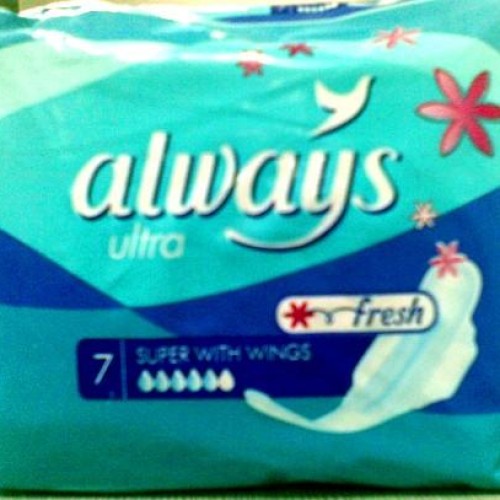 always
ultra
fresh
7
SUPER WITH WINGS